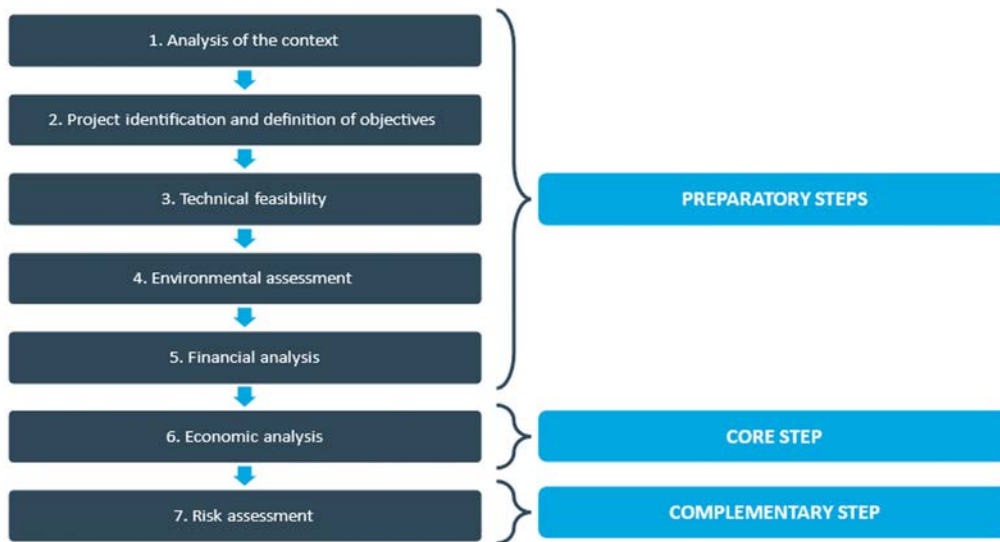 1. Analysis of the context
2. Project identification and definition of objectives
3. Technical feasibility
PREPARATORY STEPS
4. Environmental assessment
5. Financial analysis
6. Economic analysis
CORE STEP
7. Risk assessment
COMPLEMENTARY STEP